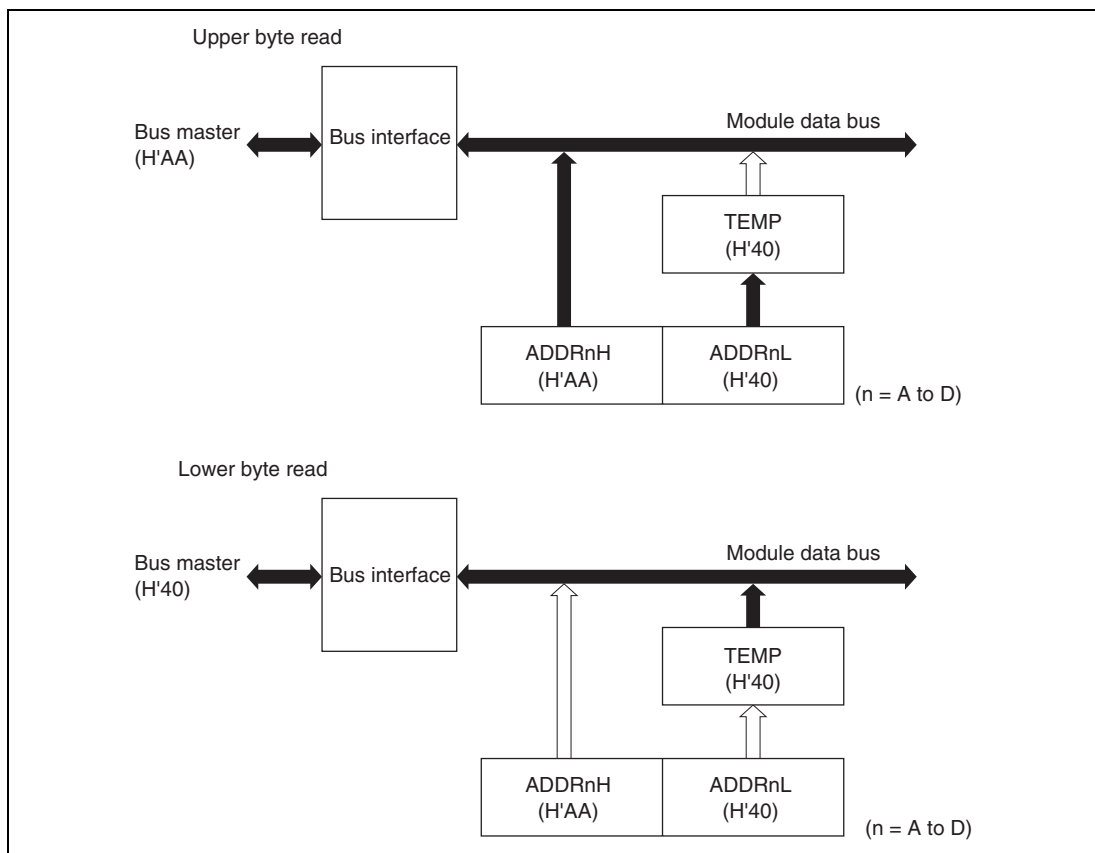 Upper byte read
Bus master
(H'AA)
Bus interface
Module data bus
TEMP
(H'40)
ADDRnH
(H'AA)
ADDRnL
(H'40)
(n = A to D)
Lower byte read
Bus master
(H'40)
Bus interface
Module data bus
TEMP
(H'40)
ADDRnH
(H'AA)
ADDRnL
(H'40)
(n = A to D)